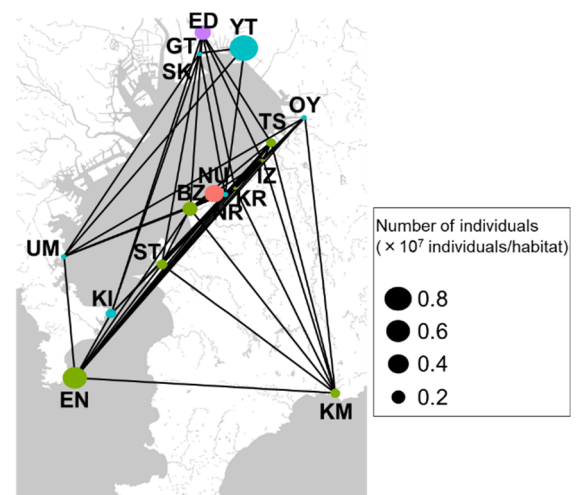 ED
YT
GT
SK
OY
TS
NU
IZ
BZ
KR
NR
UM
ST
KI
EN
KM
Number of individuals
(×10⁷ individuals/habitat)
0.8
0.6
0.4
0.2